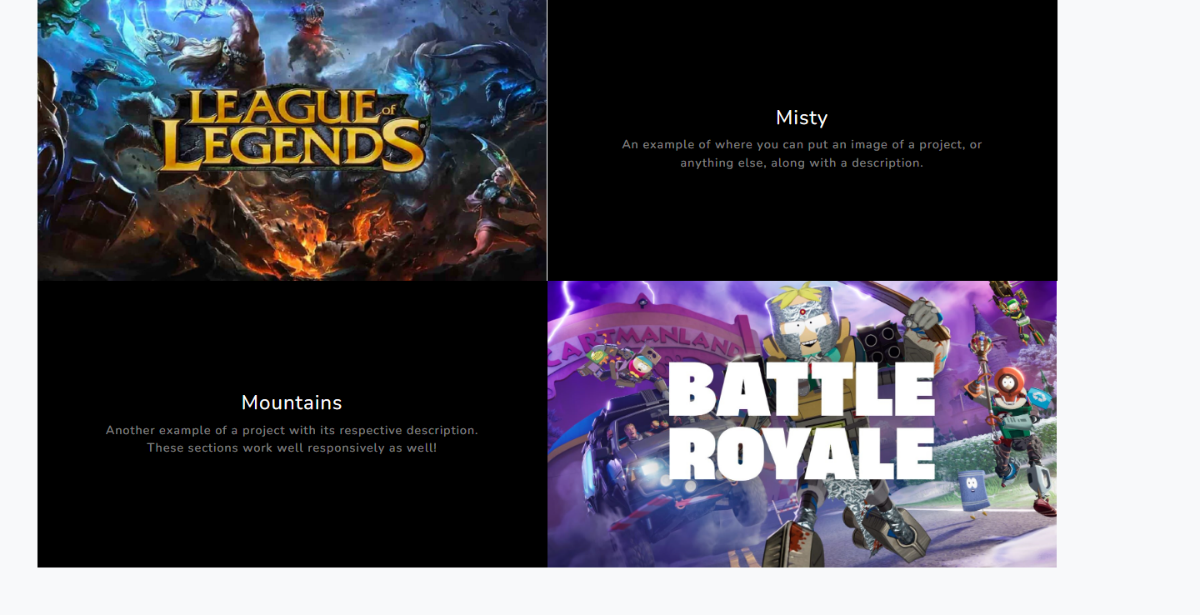 LEAGUE of
LEGENDS
Misty
An example of where you can put an image of a project, or
anything else, along with a description.
Mountains
Another example of a project with its respective description.
These sections work well responsively as well!
CARTMANLAND
BATTLE
ROYALE